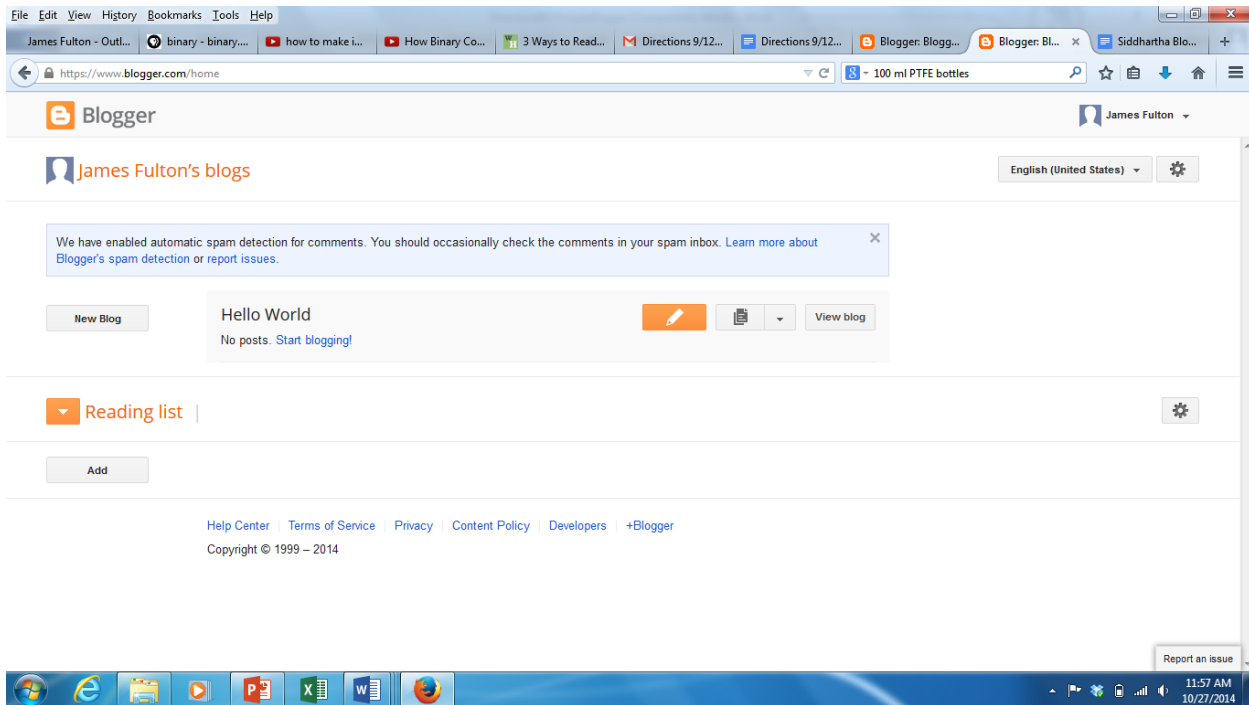 File Edit View History Bookmarks Tools Help
James Fulton - Outl... binary - binary.... how to make i... How Binary Co... 3 Ways to Read... Directions 9/12... Directions 9/12... Blogger: Blogg... Blogger: Bl... Siddhartha Blo...
https://www.blogger.com/home 100 ml PTFE bottles
Blogger James Fulton
James Fulton's blogs English (United States)
We have enabled automatic spam detection for comments. You should occasionally check the comments in your spam inbox. Learn more about
Blogger's spam detection or report issues.
New Blog Hello World View blog
No posts. Start blogging!
Reading list
Add
Help Center Terms of Service Privacy Content Policy Developers +Blogger
Copyright © 1999 – 2014
Report an issue
11:57 AM
10/27/2014